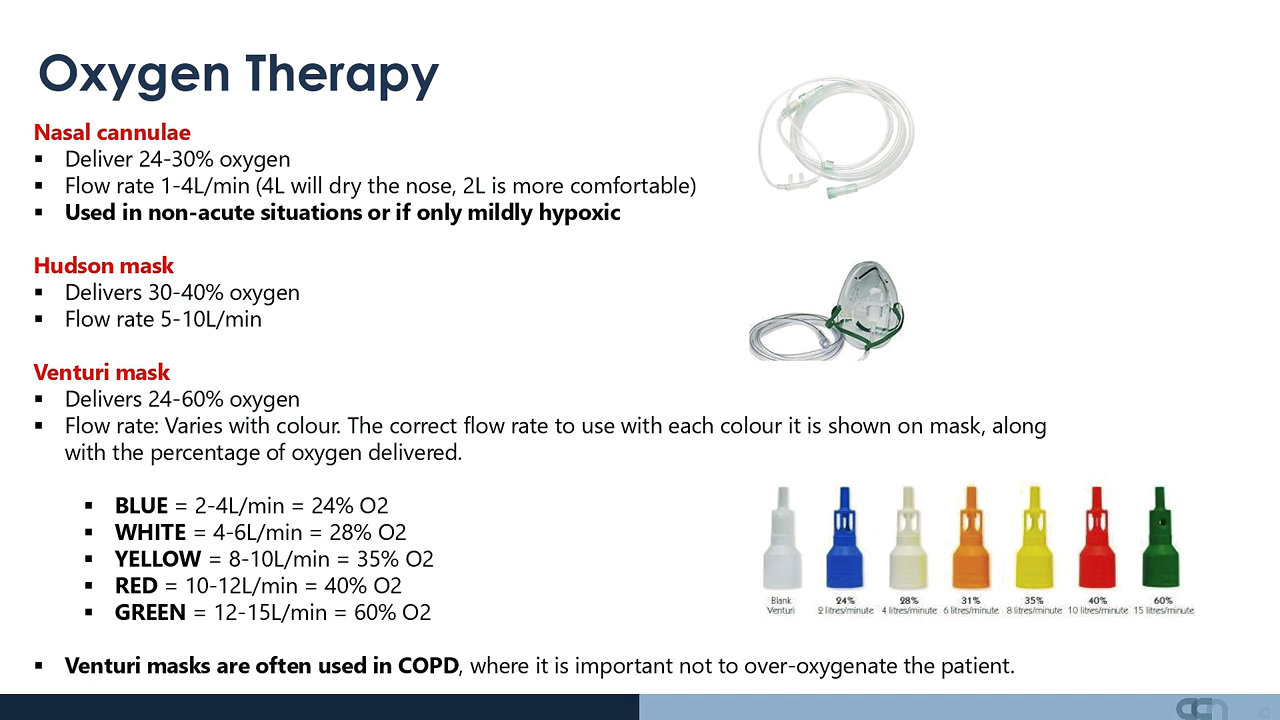 Oxygen Therapy
Nasal cannulae
▪ Deliver 24-30% oxygen
▪ Flow rate 1-4L/min (4L will dry the nose, 2L is more comfortable)
▪ Used in non-acute situations or if only mildly hypoxic
Hudson mask
▪ Delivers 30-40% oxygen
▪ Flow rate 5-10L/min
Venturi mask
▪ Delivers 24-60% oxygen
▪ Flow rate: Varies with colour. The correct flow rate to use with each colour it is shown on mask, along
with the percentage of oxygen delivered.
▪ BLUE = 2-4L/min = 24% O2
▪ WHITE = 4-6L/min = 28% O2
▪ YELLOW = 8-10L/min = 35% O2
▪ RED = 10-12L/min = 40% O2
▪ GREEN = 12-15L/min = 60% O2
Blank 24% 28% 31% 35% 40% 60%
Venturi 2 litres/minute 4 litres/minute 6 litres/minute 8 litres/minute 10 litres/minute 15 litres/minute
▪ Venturi masks are often used in COPD, where it is important not to over-oxygenate the patient.